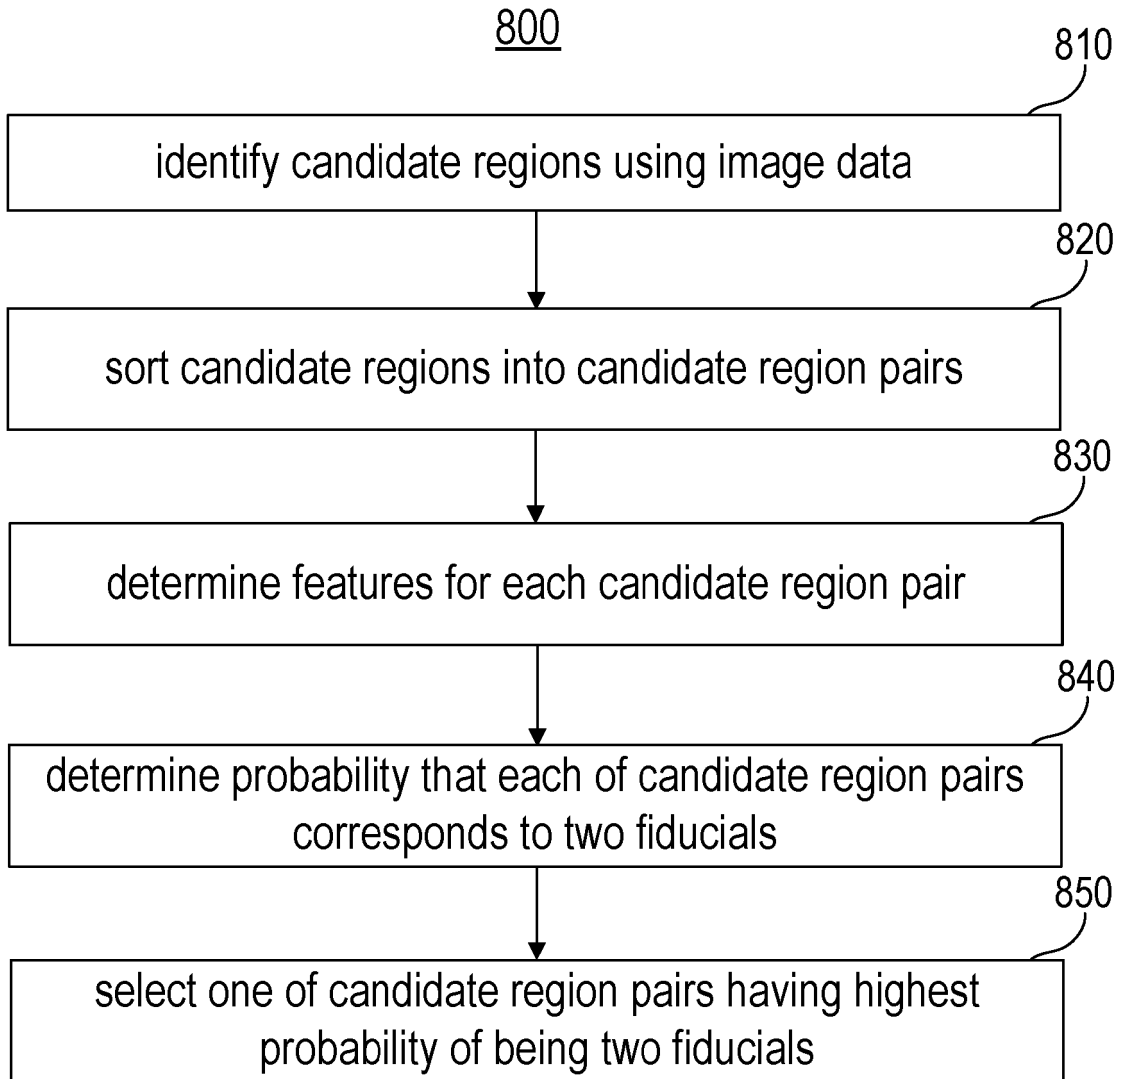 800
810
identify candidate regions using image data
820
sort candidate regions into candidate region pairs
830
determine features for each candidate region pair
840
determine probability that each of candidate region pairs
corresponds to two fiducials
850
select one of candidate region pairs having highest
probability of being two fiducials